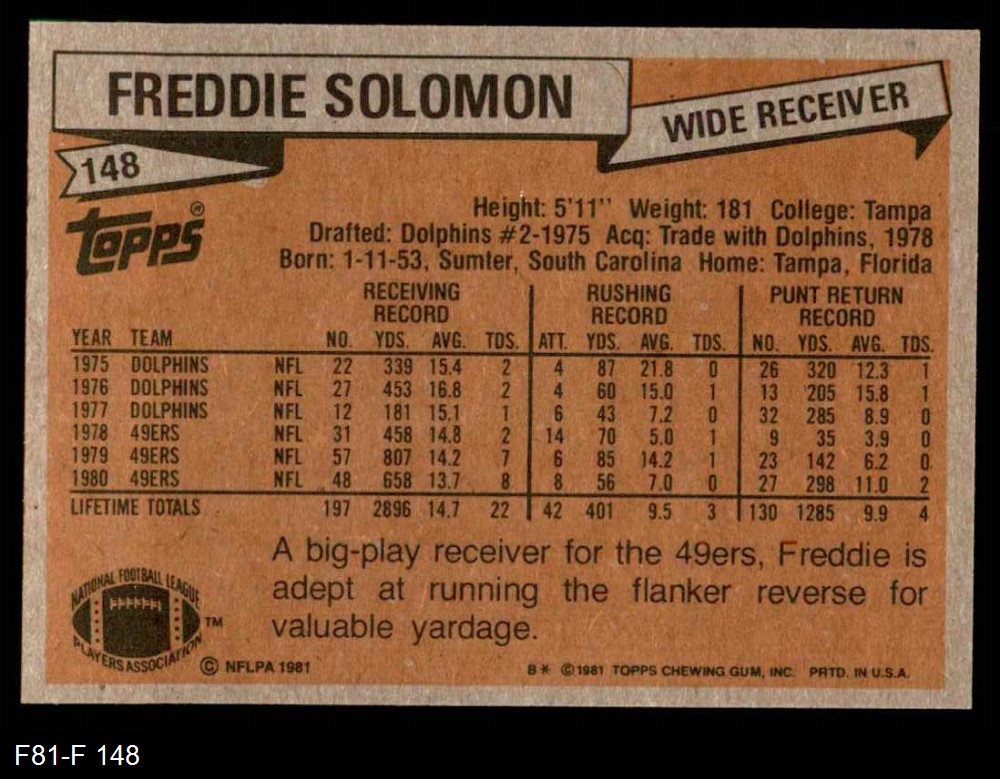 FREDDIE SOLOMON
WIDE RECEIVER
148
TOPPS®
Height: 5'11'' Weight: 181 College: Tampa
Drafted: Dolphins #2-1975 Acq: Trade with Dolphins, 1978
Born: 1-11-53, Sumter, South Carolina Home: Tampa, Florida
RECEIVING RECORD RUSHING RECORD PUNT RETURN RECORD
YEAR TEAM NO. YDS. AVG. TDS. ATT. YDS. AVG. TDS. NO. YDS. AVG. TDS.
1975 DOLPHINS NFL 22 339 15.4 2 4 87 21.8 0 26 320 12.3 1
1976 DOLPHINS NFL 27 453 16.8 2 4 60 15.0 1 13 205 15.8 1
1977 DOLPHINS NFL 12 181 15.1 1 6 43 7.2 0 32 285 8.9 0
1978 49ERS NFL 31 458 14.8 2 14 70 5.0 1 9 35 3.9 0
1979 49ERS NFL 57 807 14.2 7 6 85 14.2 1 23 142 6.2 0
1980 49ERS NFL 48 658 13.7 8 8 56 7.0 0 27 298 11.0 2
LIFETIME TOTALS 197 2896 14.7 22 42 401 9.5 3 130 1285 9.9 4
A big-play receiver for the 49ers, Freddie is
adept at running the flanker reverse for
valuable yardage.
NATIONAL FOOTBALL LEAGUE
PLAYERS ASSOCIATION
TM
© NFLPA 1981
B* ©1981 TOPPS CHEWING GUM, INC. PRTD. IN U.S.A.
F81-F 148